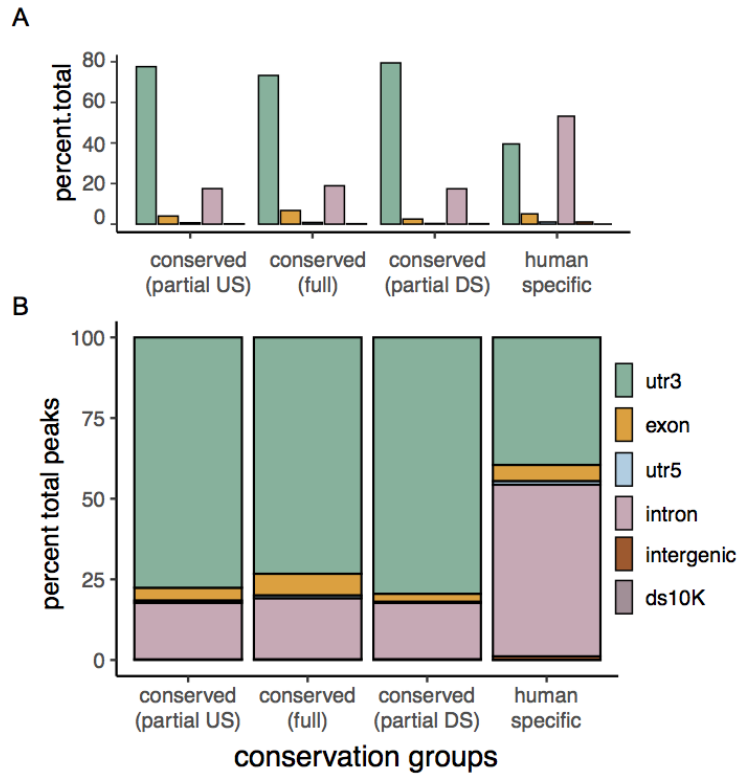 A
percent.total
80
60
40
20
0
conserved
(partial US)
conserved
(full)
conserved
(partial DS)
human
specific
B
percent total peaks
100
75
50
25
0
conserved
(partial US)
conserved
(full)
conserved
(partial DS)
human
specific
conservation groups
utr3
exon
utr5
intron
intergenic
ds10K